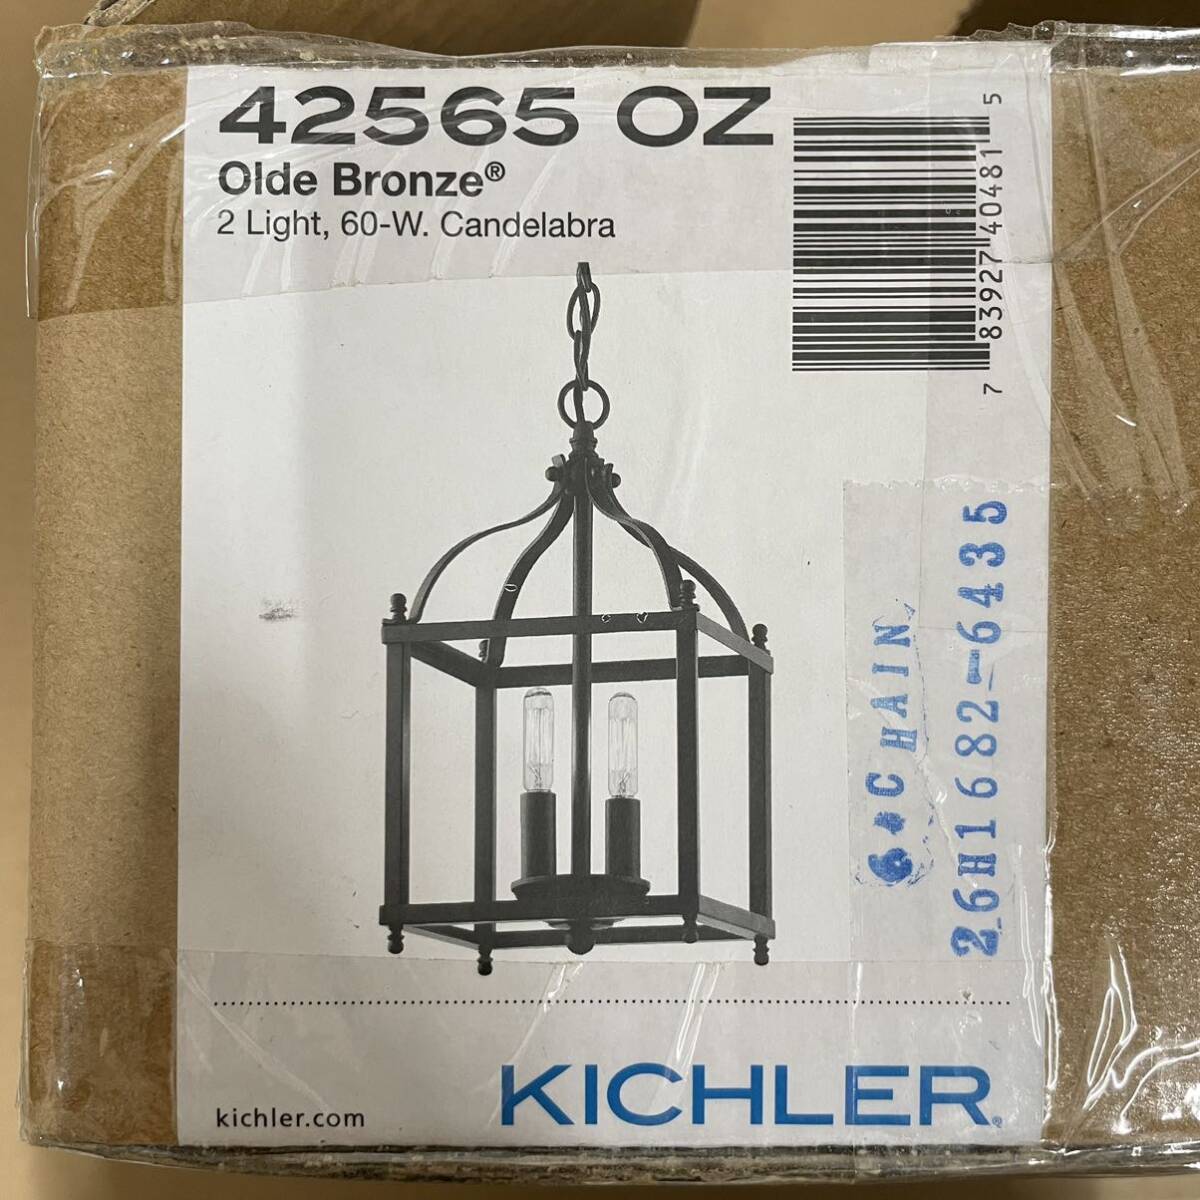 42565 OZ
Olde Bronze®
2 Light, 60-W. Candelabra
7 83927 40481 5
CHAIN
26H1682-6435
kichler.com
KICHLER®